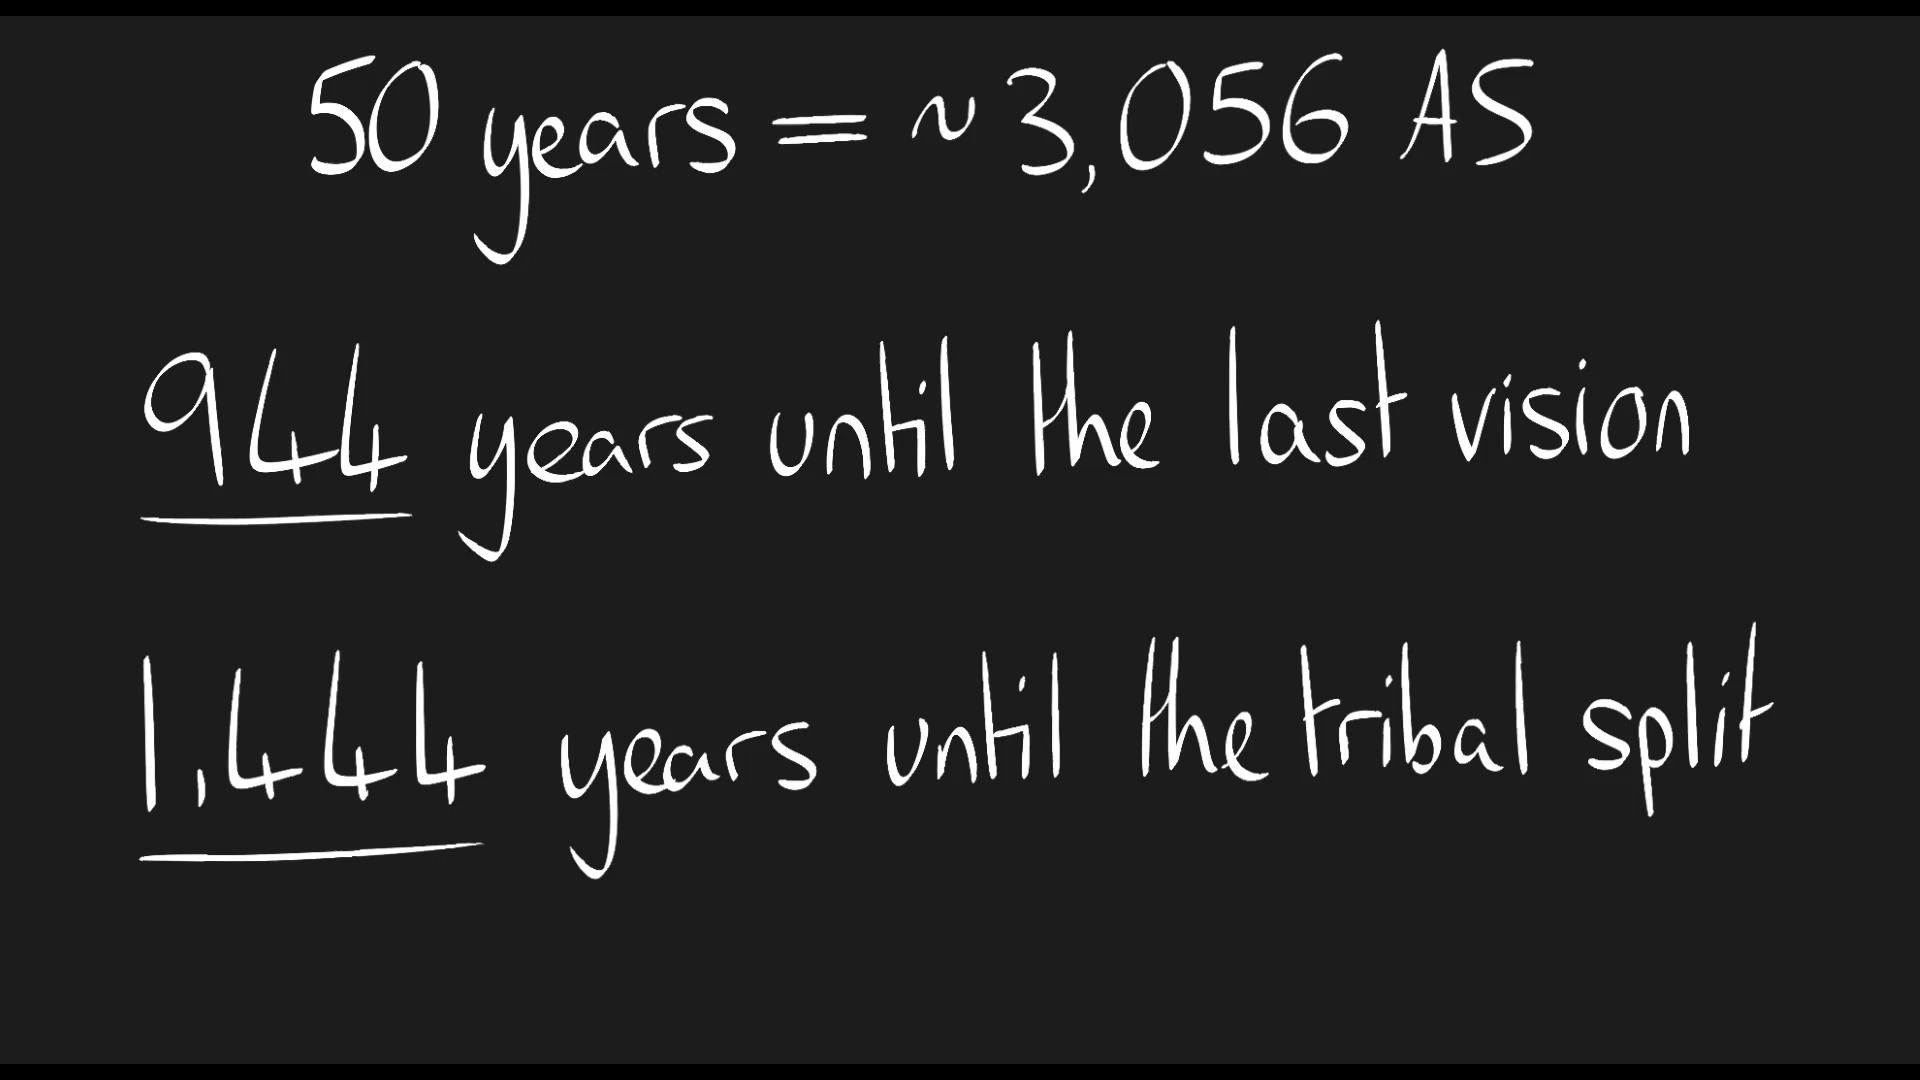 50 years = ~3,056 AS
944 years until the last vision
1,444 years until the tribal split